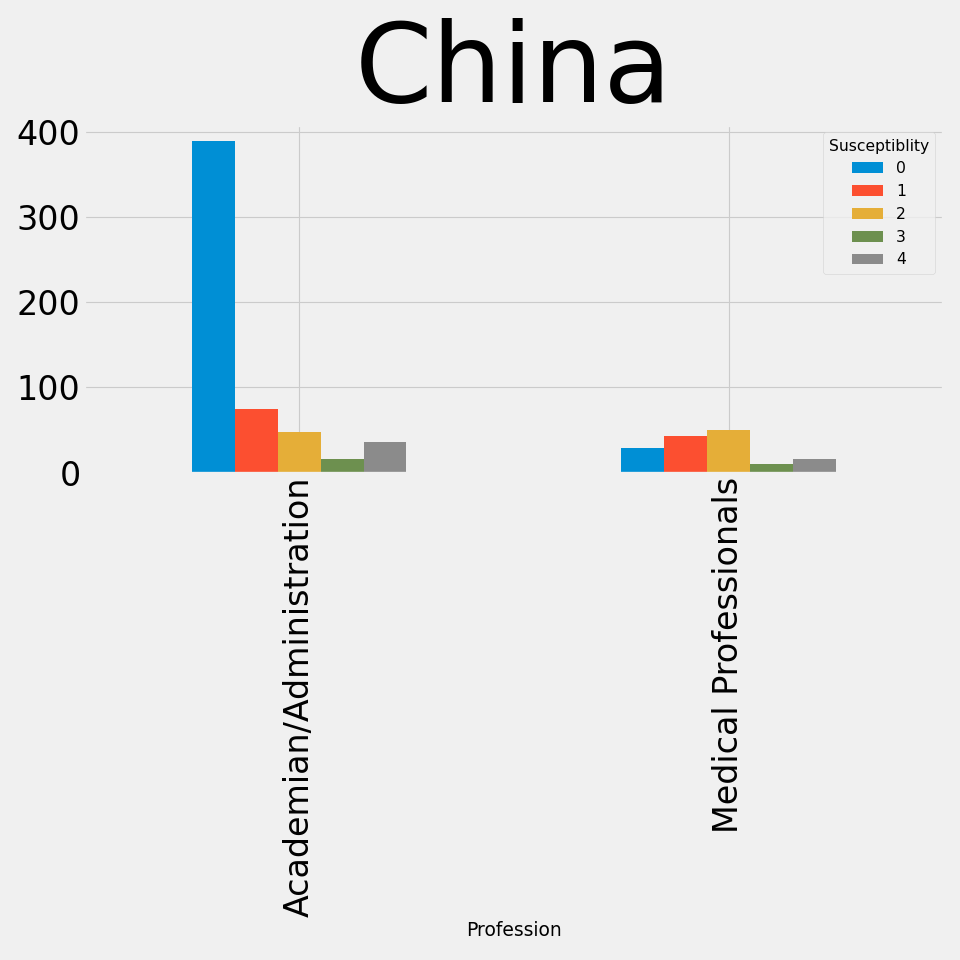 China
400
300
200
100
0
Susceptiblity
0
1
2
3
4
Academian/Administration
Medical Professionals
Profession